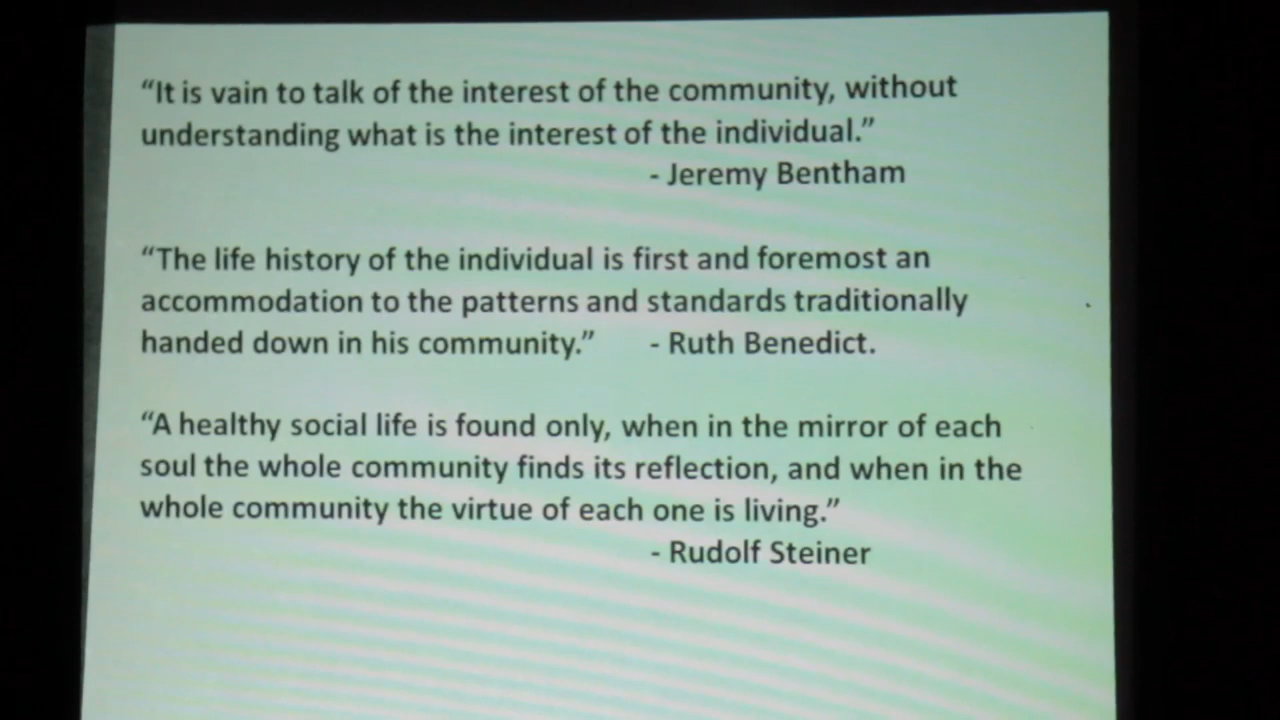 “It is vain to talk of the interest of the community, without
understanding what is the interest of the individual.”
- Jeremy Bentham
“The life history of the individual is first and foremost an
accommodation to the patterns and standards traditionally
handed down in his community.” - Ruth Benedict.
“A healthy social life is found only, when in the mirror of each
soul the whole community finds its reflection, and when in the
whole community the virtue of each one is living.”
- Rudolf Steiner